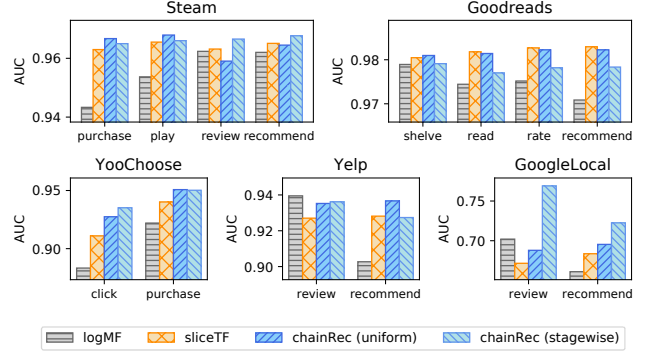 Steam
AUC
0.96
0.94
purchase play review recommend
Goodreads
AUC
0.98
0.97
shelve read rate recommend
YooChoose
AUC
0.95
0.90
click purchase
Yelp
AUC
0.94
0.92
0.90
review recommend
GoogleLocal
AUC
0.75
0.70
review recommend
logMF sliceTF chainRec (uniform) chainRec (stagewise)